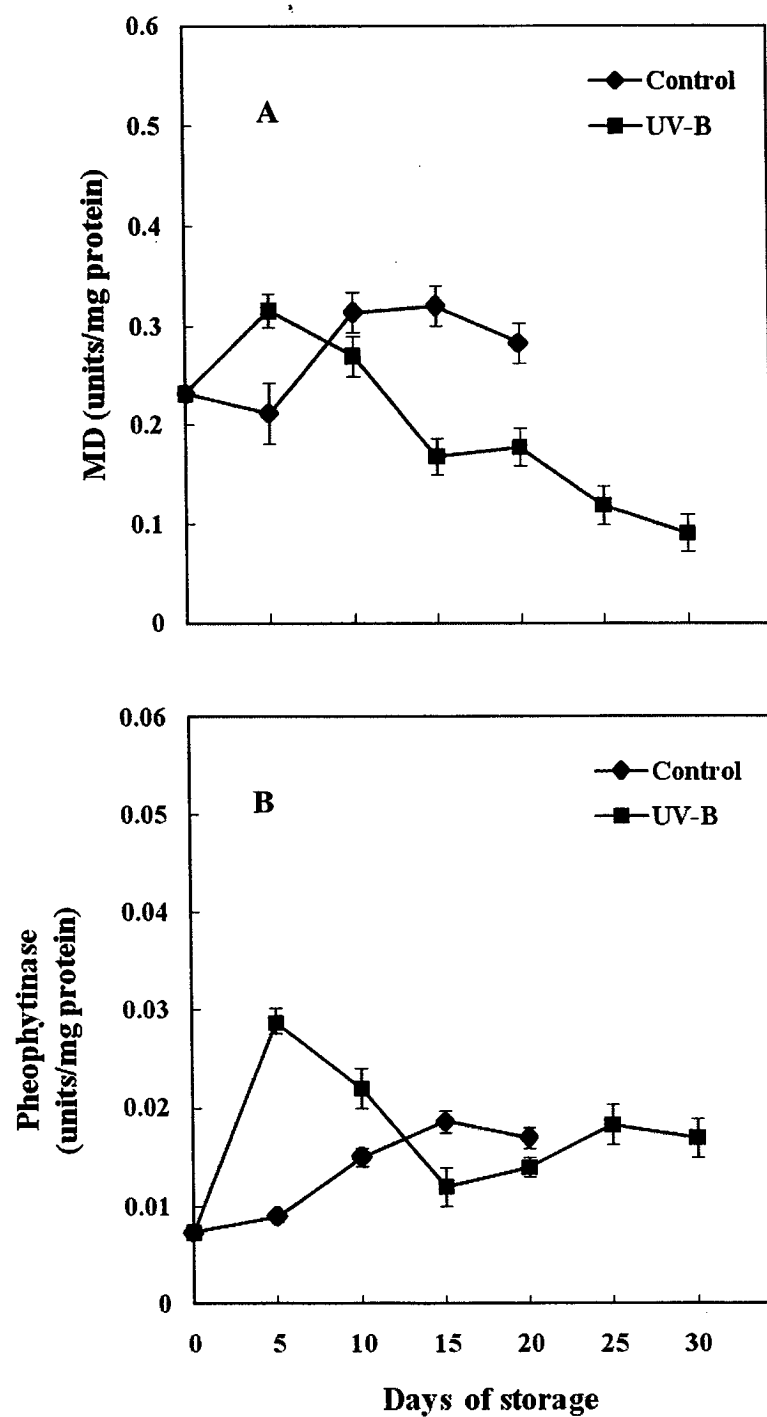 0.6
A
Control
UV-B
0.5
0.4
0.3
0.2
0.1
0
MD (units/mg protein)
0.06
B
Control
UV-B
0.05
0.04
0.03
0.02
0.01
0
Pheophytinase
(units/mg protein)
0 5 10 15 20 25 30
Days of storage